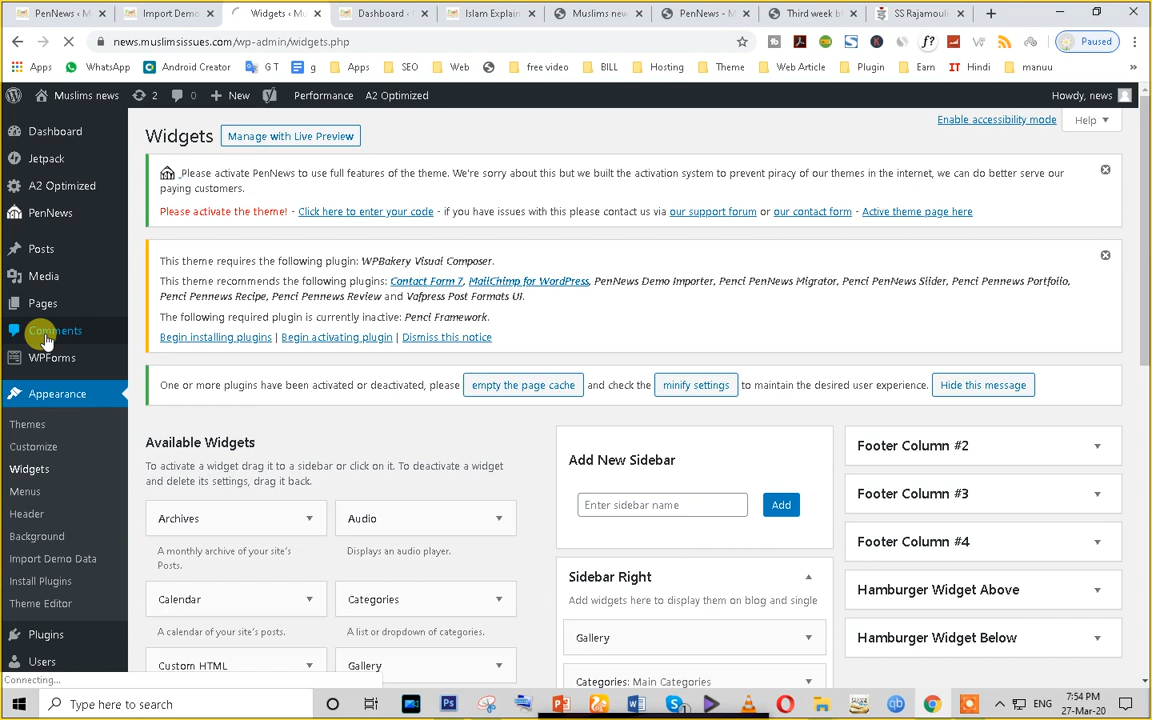 PenNews ‹ M
Import Demo
Widgets ‹ Mu
Dashboard ‹
Islam Explain
Muslims new
PenNews - M
Third week b
SS Rajamouli
news.muslimsissues.com/wp-admin/widgets.php
Paused
Apps
WhatsApp
Android Creator
G T
g
Apps
SEO
Web
free video
BILL
Hosting
Theme
Web Article
Plugin
Earn
IT Hindi
manuu
Muslims news
2
0
New
Performance
A2 Optimized
Howdy, news
Dashboard
Jetpack
A2 Optimized
PenNews
Posts
Media
Pages
Comments
WPForms
Appearance
Themes
Customize
Widgets
Menus
Header
Background
Import Demo Data
Install Plugins
Theme Editor
Plugins
Users
Connecting...
Widgets
Manage with Live Preview
Enable accessibility mode
Help
Please activate PenNews to use full features of the theme. We're sorry about this but we built the activation system to prevent piracy of our themes in the internet, we can do better serve our
paying customers.
Please activate the theme! - Click here to enter your code - if you have issues with this please contact us via our support forum or our contact form - Active theme page here
This theme requires the following plugin: WPBakery Visual Composer.
This theme recommends the following plugins: Contact Form 7, MailChimp for WordPress, PenNews Demo Importer, Penci PenNews Migrator, Penci PenNews Slider, Penci Pennews Portfolio,
Penci Pennews Recipe, Penci Pennews Review and Vafpress Post Formats UI.
The following required plugin is currently inactive: Penci Framework.
Begin installing plugins | Begin activating plugin | Dismiss this notice
One or more plugins have been activated or deactivated, please empty the page cache and check the minify settings to maintain the desired user experience. Hide this message
Available Widgets
To activate a widget drag it to a sidebar or click on it. To deactivate a widget
and delete its settings, drag it back.
Archives
Audio
A monthly archive of your site's
Posts.
Displays an audio player.
Calendar
Categories
A calendar of your site's posts.
A list or dropdown of categories.
Custom HTML
Gallery
Add New Sidebar
Enter sidebar name
Add
Sidebar Right
Add widgets here to display them on blog and single
Gallery
Categories: Main Categories
Footer Column #2
Footer Column #3
Footer Column #4
Hamburger Widget Above
Hamburger Widget Below
Type here to search
ENG
7:54 PM
27-Mar-20